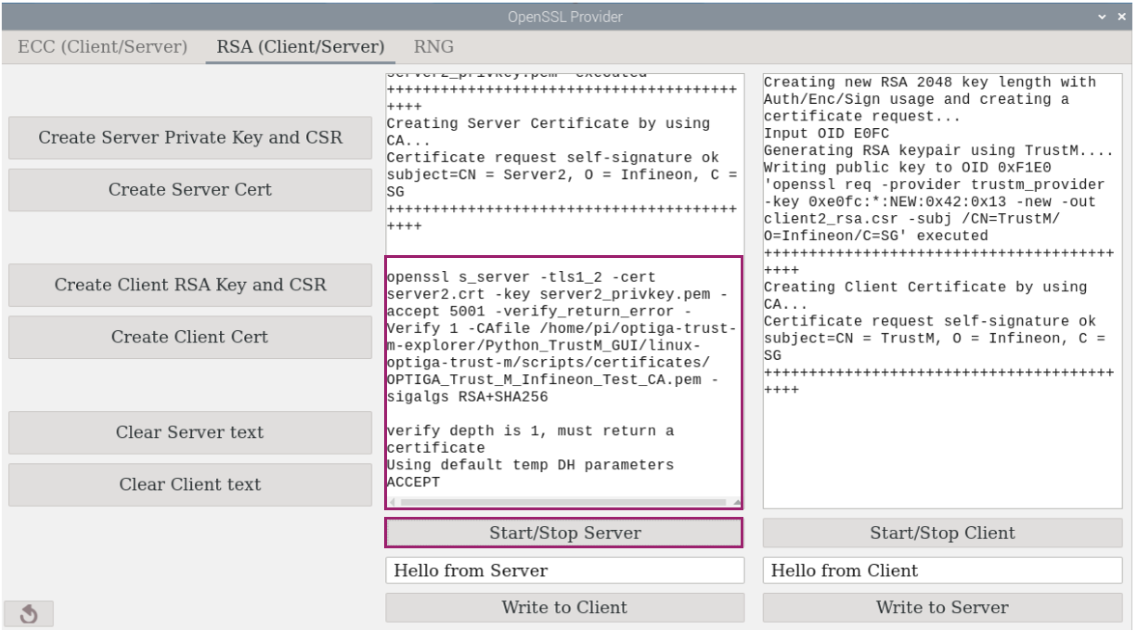 OpenSSL Provider
ECC (Client/Server)
RSA (Client/Server)
RNG
Create Server Private Key and CSR
Create Server Cert
Create Client RSA Key and CSR
Create Client Cert
Clear Server text
Clear Client text
server2_privkey.pem' executed
+++++++++++++++++++++++++++++++++++++++
++++
Creating Server Certificate by using
CA...
Certificate request self-signature ok
subject=CN = Server2, O = Infineon, C =
SG
+++++++++++++++++++++++++++++++++++++++
++++
openssl s_server -tls1_2 -cert
server2.crt -key server2_privkey.pem -
accept 5001 -verify_return_error -
Verify 1 -CAfile /home/pi/optiga-trust-
m-explorer/Python_TrustM_GUI/linux-
optiga-trust-m/scripts/certificates/
OPTIGA_Trust_M_Infineon_Test_CA.pem -
sigalgs RSA+SHA256
verify depth is 1, must return a
certificate
Using default temp DH parameters
ACCEPT
Start/Stop Server
Hello from Server
Write to Client
Creating new RSA 2048 key length with
Auth/Enc/Sign usage and creating a
certificate request...
Input OID E0FC
Generating RSA keypair using TrustM....
Writing public key to OID 0xF1E0
'openssl req -provider trustm_provider
-key 0xe0fc:*:NEW:0x42:0x13 -new -out
client2_rsa.csr -subj /CN=TrustM/
O=Infineon/C=SG' executed
+++++++++++++++++++++++++++++++++++++++
++++
Creating Client Certificate by using
CA...
Certificate request self-signature ok
subject=CN = TrustM, O = Infineon, C =
SG
+++++++++++++++++++++++++++++++++++++++
++++
Start/Stop Client
Hello from Client
Write to Server